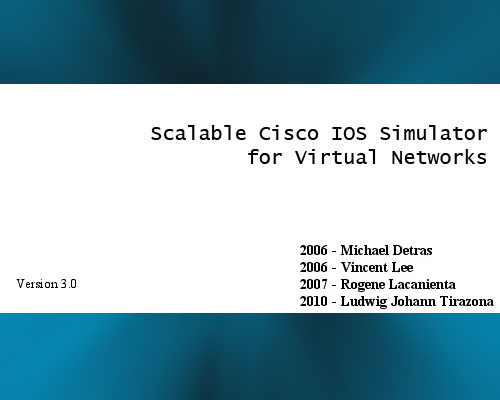 Scalable Cisco IOS Simulator
for Virtual Networks
2006 - Michael Detras
2006 - Vincent Lee
2007 - Rogene Lacanienta
2010 - Ludwig Johann Tirazona
Version 3.0